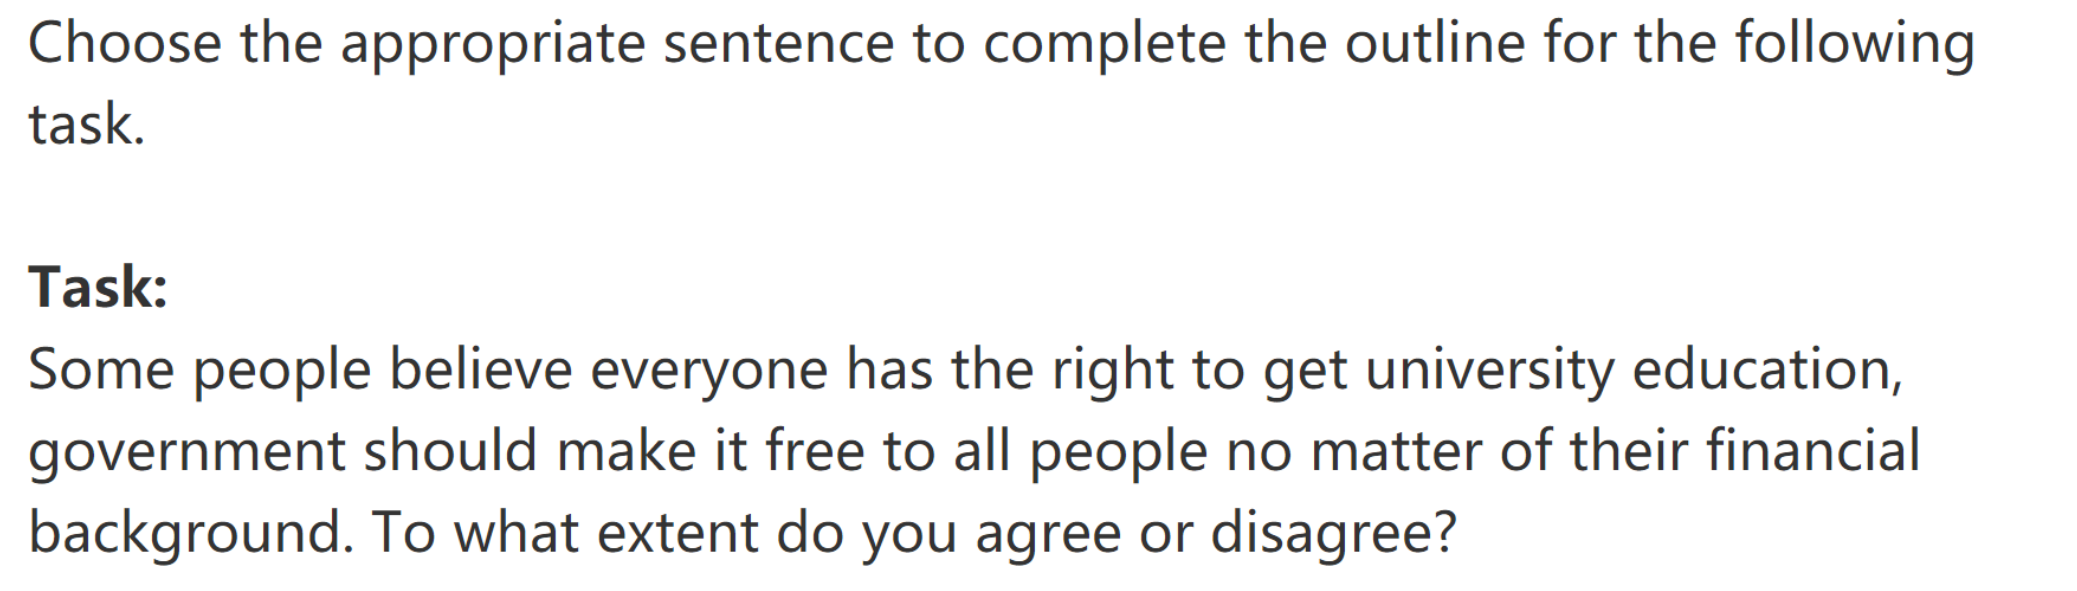 Choose the appropriate sentence to complete the outline for the following
task.
Task:
Some people believe everyone has the right to get university education,
government should make it free to all people no matter of their financial
background. To what extent do you agree or disagree?